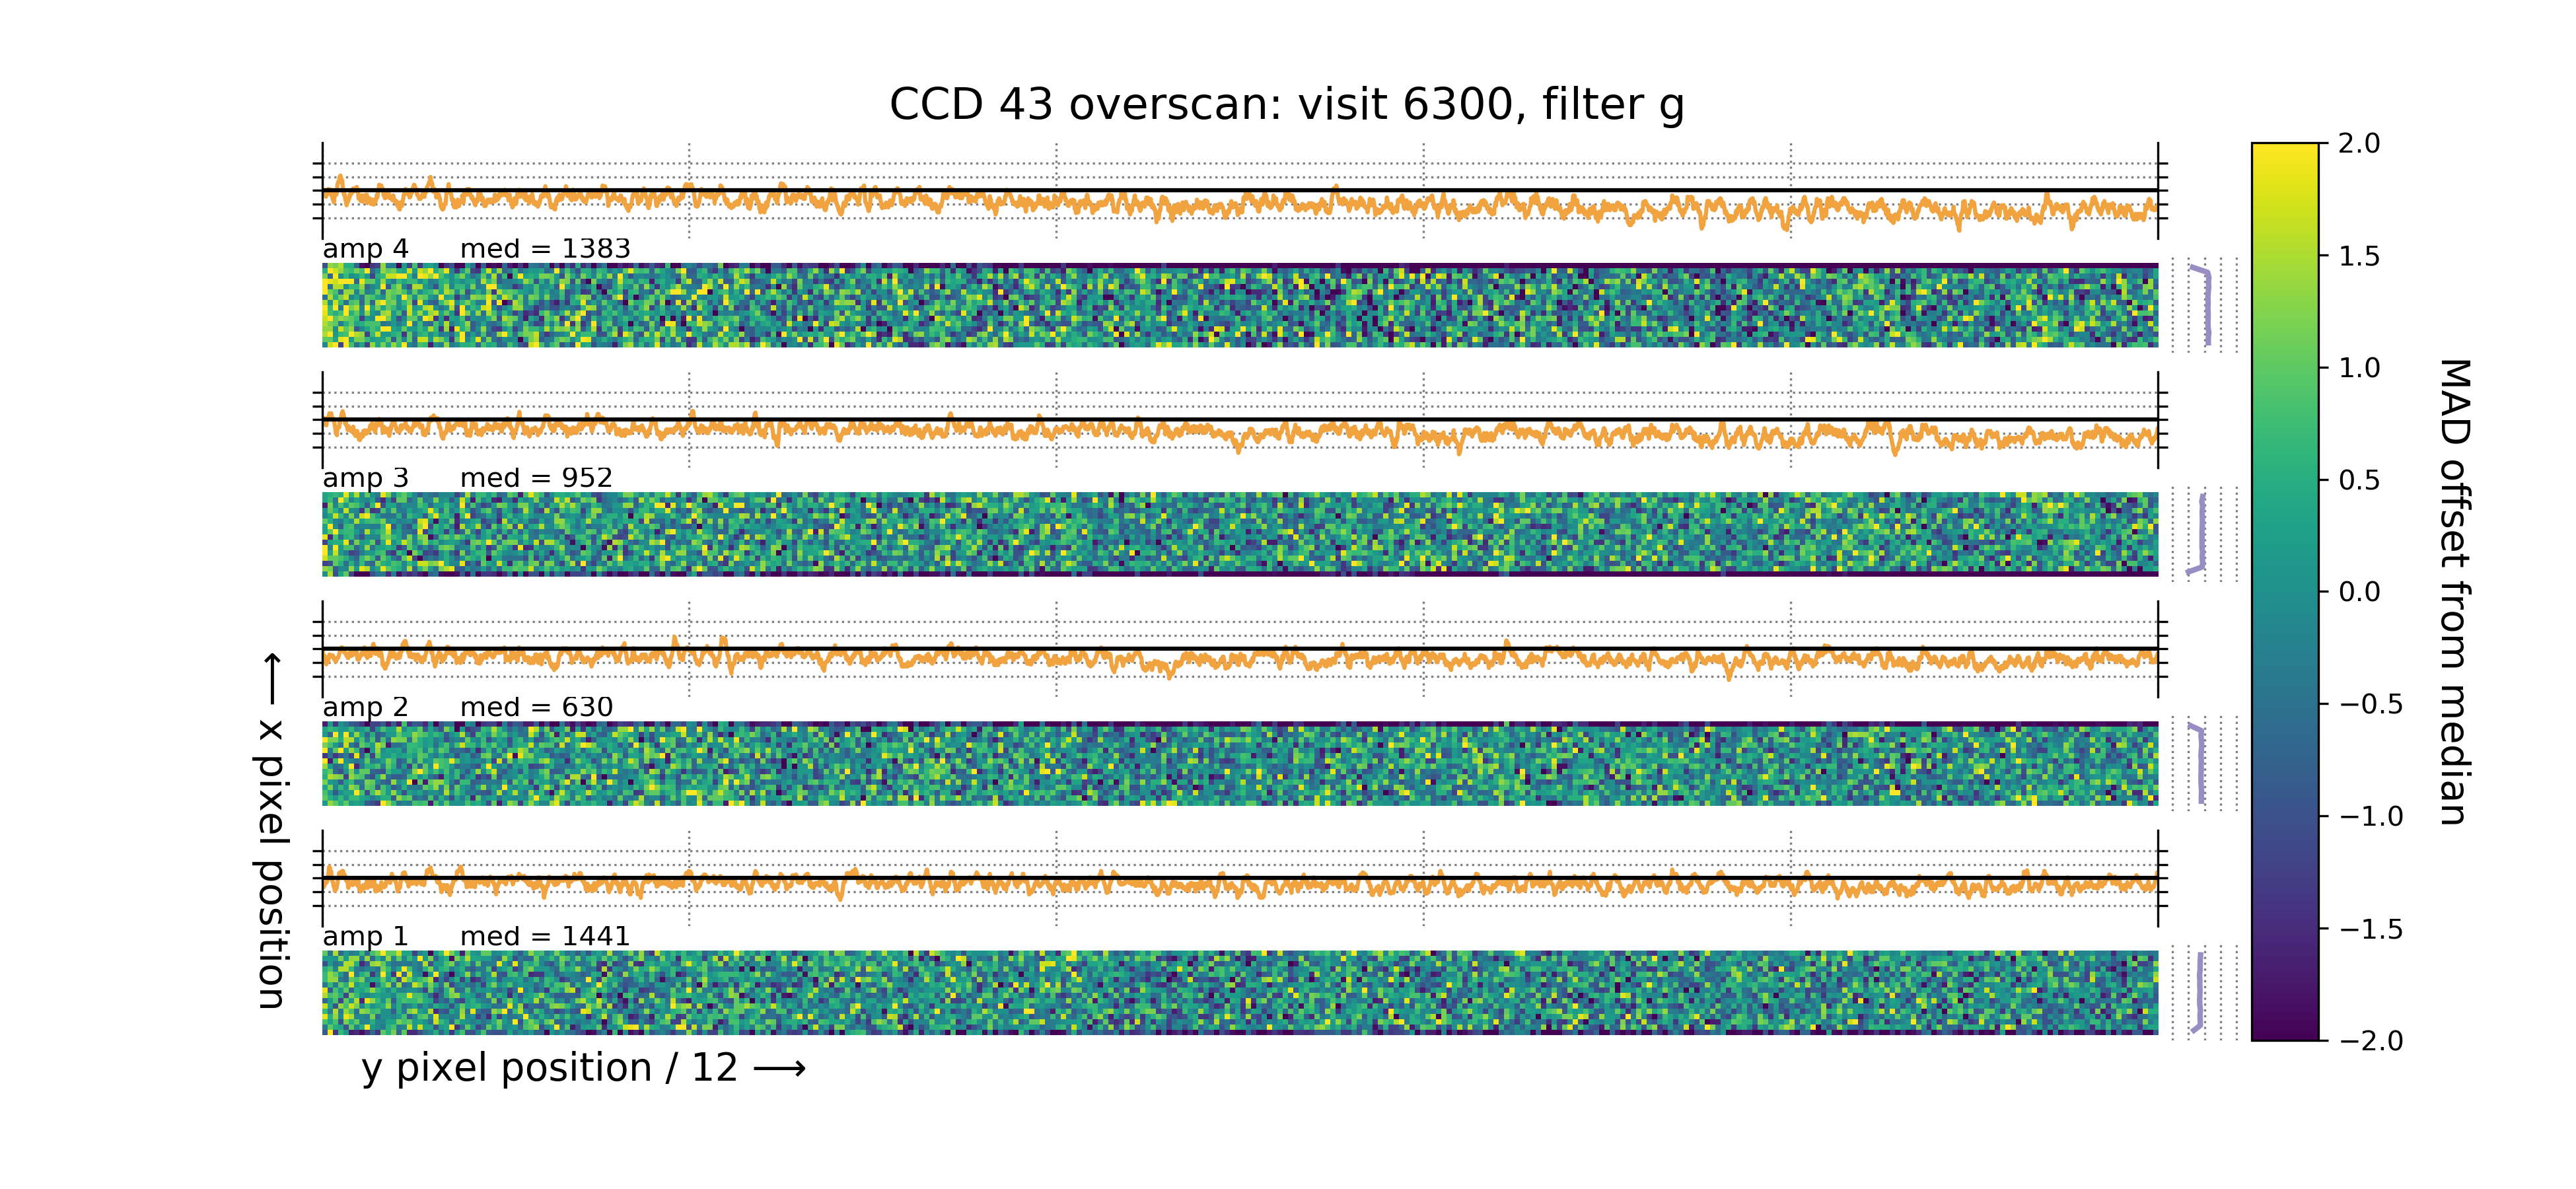 CCD 43 overscan: visit 6300, filter g
amp 4 med = 1383
amp 3 med = 952
amp 2 med = 630
amp 1 med = 1441
⟵ x pixel position
y pixel position / 12 ⟶
2.0
1.5
1.0
0.5
0.0
−0.5
−1.0
−1.5
−2.0
MAD offset from median